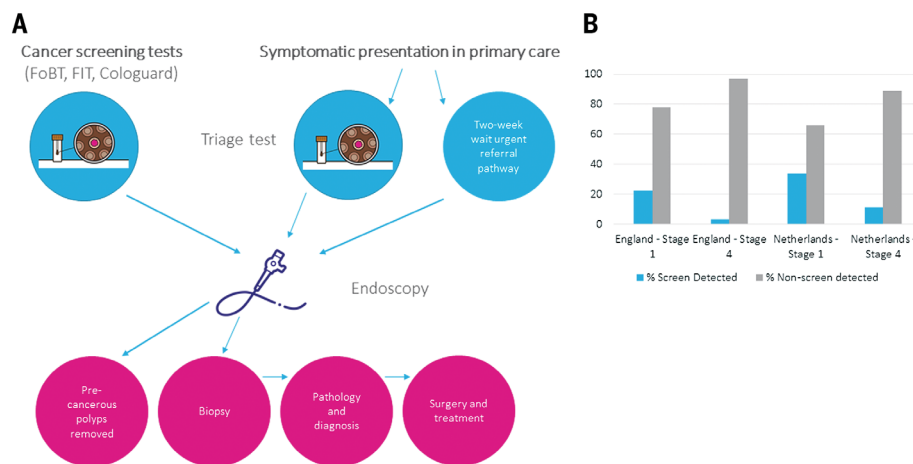 A
Cancer screening tests
(FoBT, FIT, Cologuard)
Symptomatic presentation in primary care
Triage test
Two-week
wait urgent
referral
pathway
Endoscopy
Pre-
cancerous
polyps
removed
Biopsy
Pathology
and
diagnosis
Surgery and
treatment
B
100
80
60
40
20
0
England - Stage
1
England - Stage
4
Netherlands -
Stage 1
Netherlands -
Stage 4
% Screen Detected
% Non-screen detected